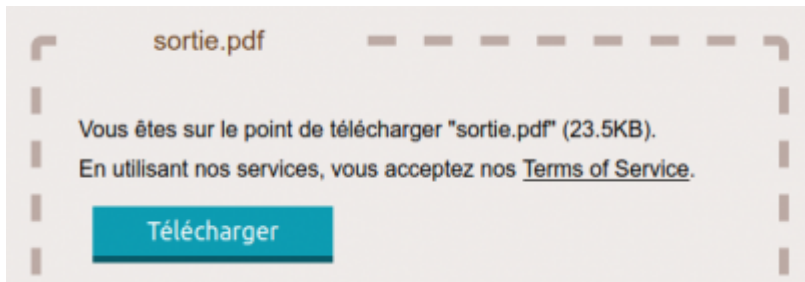 sortie.pdf
Vous êtes sur le point de télécharger "sortie.pdf" (23.5KB).
En utilisant nos services, vous acceptez nos Terms of Service.
Télécharger